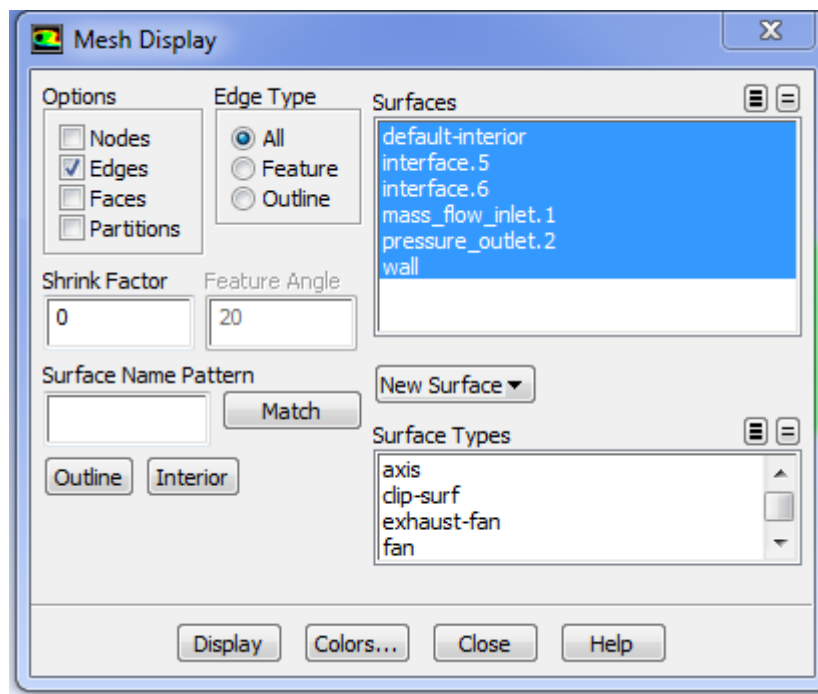 Mesh Display
Options
Nodes
Edges
Faces
Partitions
Edge Type
All
Feature
Outline
Shrink Factor
0
Feature Angle
20
Surface Name Pattern
Match
Outline
Interior
Surfaces
default-interior
interface.5
interface.6
mass_flow_inlet.1
pressure_outlet.2
wall
New Surface
Surface Types
axis
clip-surf
exhaust-fan
fan
Display
Colors...
Close
Help